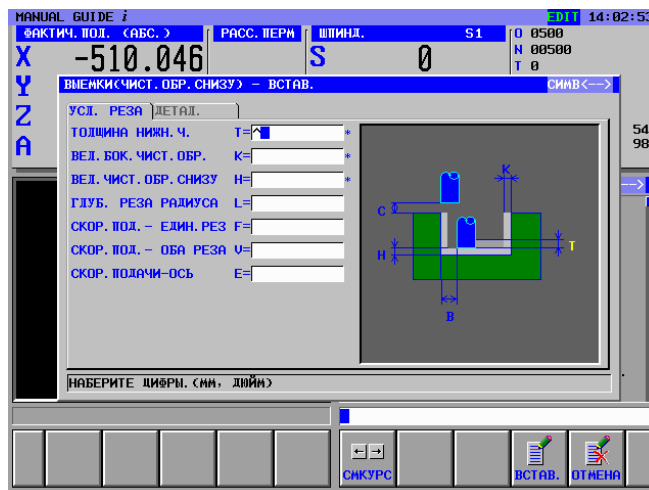 MANUAL GUIDE i EDIT 14:02:53
ФАКТИЧ.ПОЛ. (АБС.) РАСС.ПЕРМ ШПИНД. S1 O 0500
X -510.046 S 0 N 00500
T 0
Y ВЫЕМКИ(ЧИСТ.ОБР.СНИЗУ) – ВСТАВ. СИМВ<-->
Z УСЛ. РЕЗА ДЕТАЛ.
A ТОЛЩИНА НИЖН.Ч. T=^ * 54
98
ВЕЛ.БОК.ЧИСТ.ОБР. K= *
ВЕЛ.ЧИСТ.ОБР.СНИЗУ H= * -->
ГЛУБ. РЕЗА РАДИУСА L=
СКОР.ПОД.– ЕДИН.РЕЗ F=
СКОР.ПОД.– ОБА РЕЗА V=
СКОР.ПОДАЧИ-ОСЬ E=
K
C
T
H
B
НАБЕРИТЕ ЦИФРЫ.(ММ, ДЮЙМ)
←→
СМКУРС ВСТАВ. ОТМЕНА